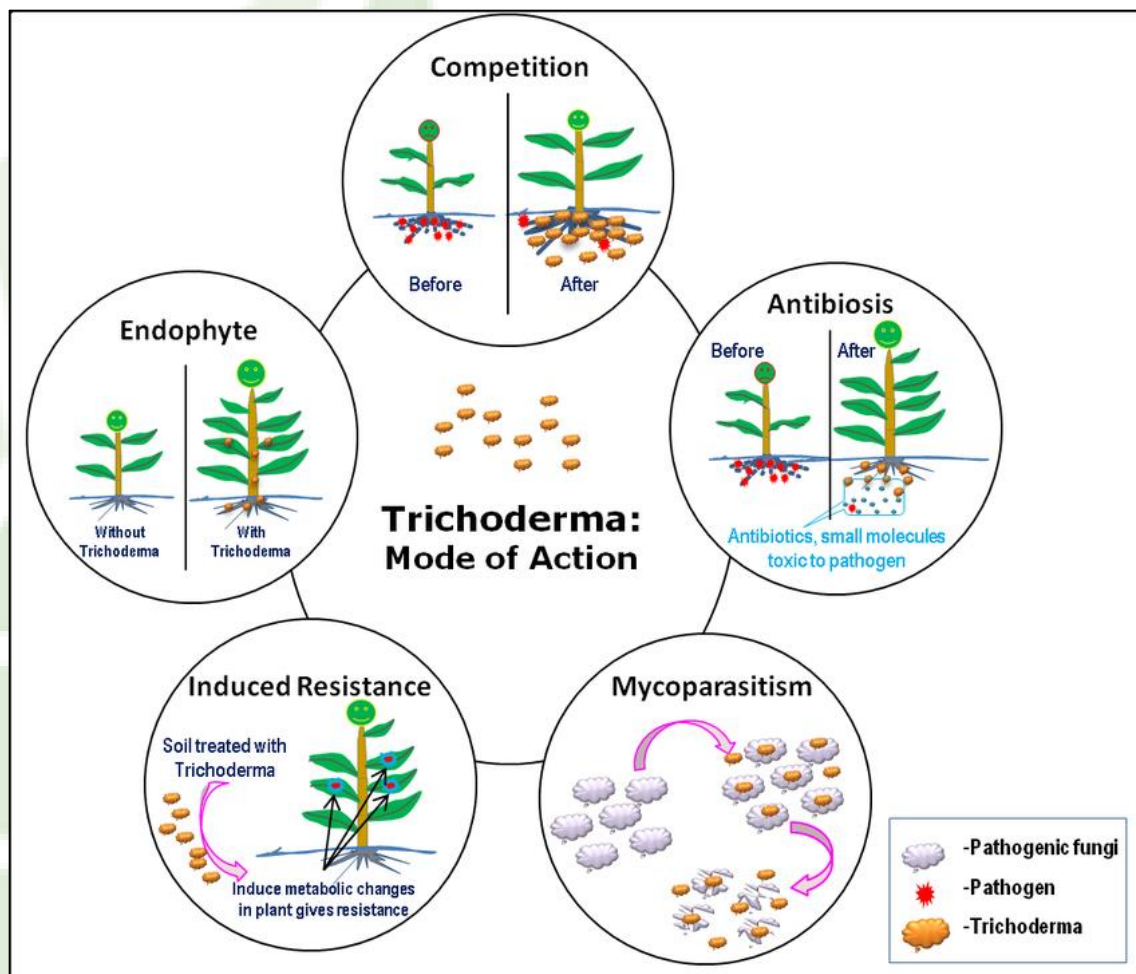 Competition
Before
After
Endophyte
Without
Trichoderma
With
Trichoderma
Antibiosis
Before
After
Antibiotics, small molecules
toxic to pathogen
Trichoderma:
Mode of Action
Induced Resistance
Soil treated with
Trichoderma
Induce metabolic changes
in plant gives resistance
Mycoparasitism
-Pathogenic fungi
-Pathogen
-Trichoderma